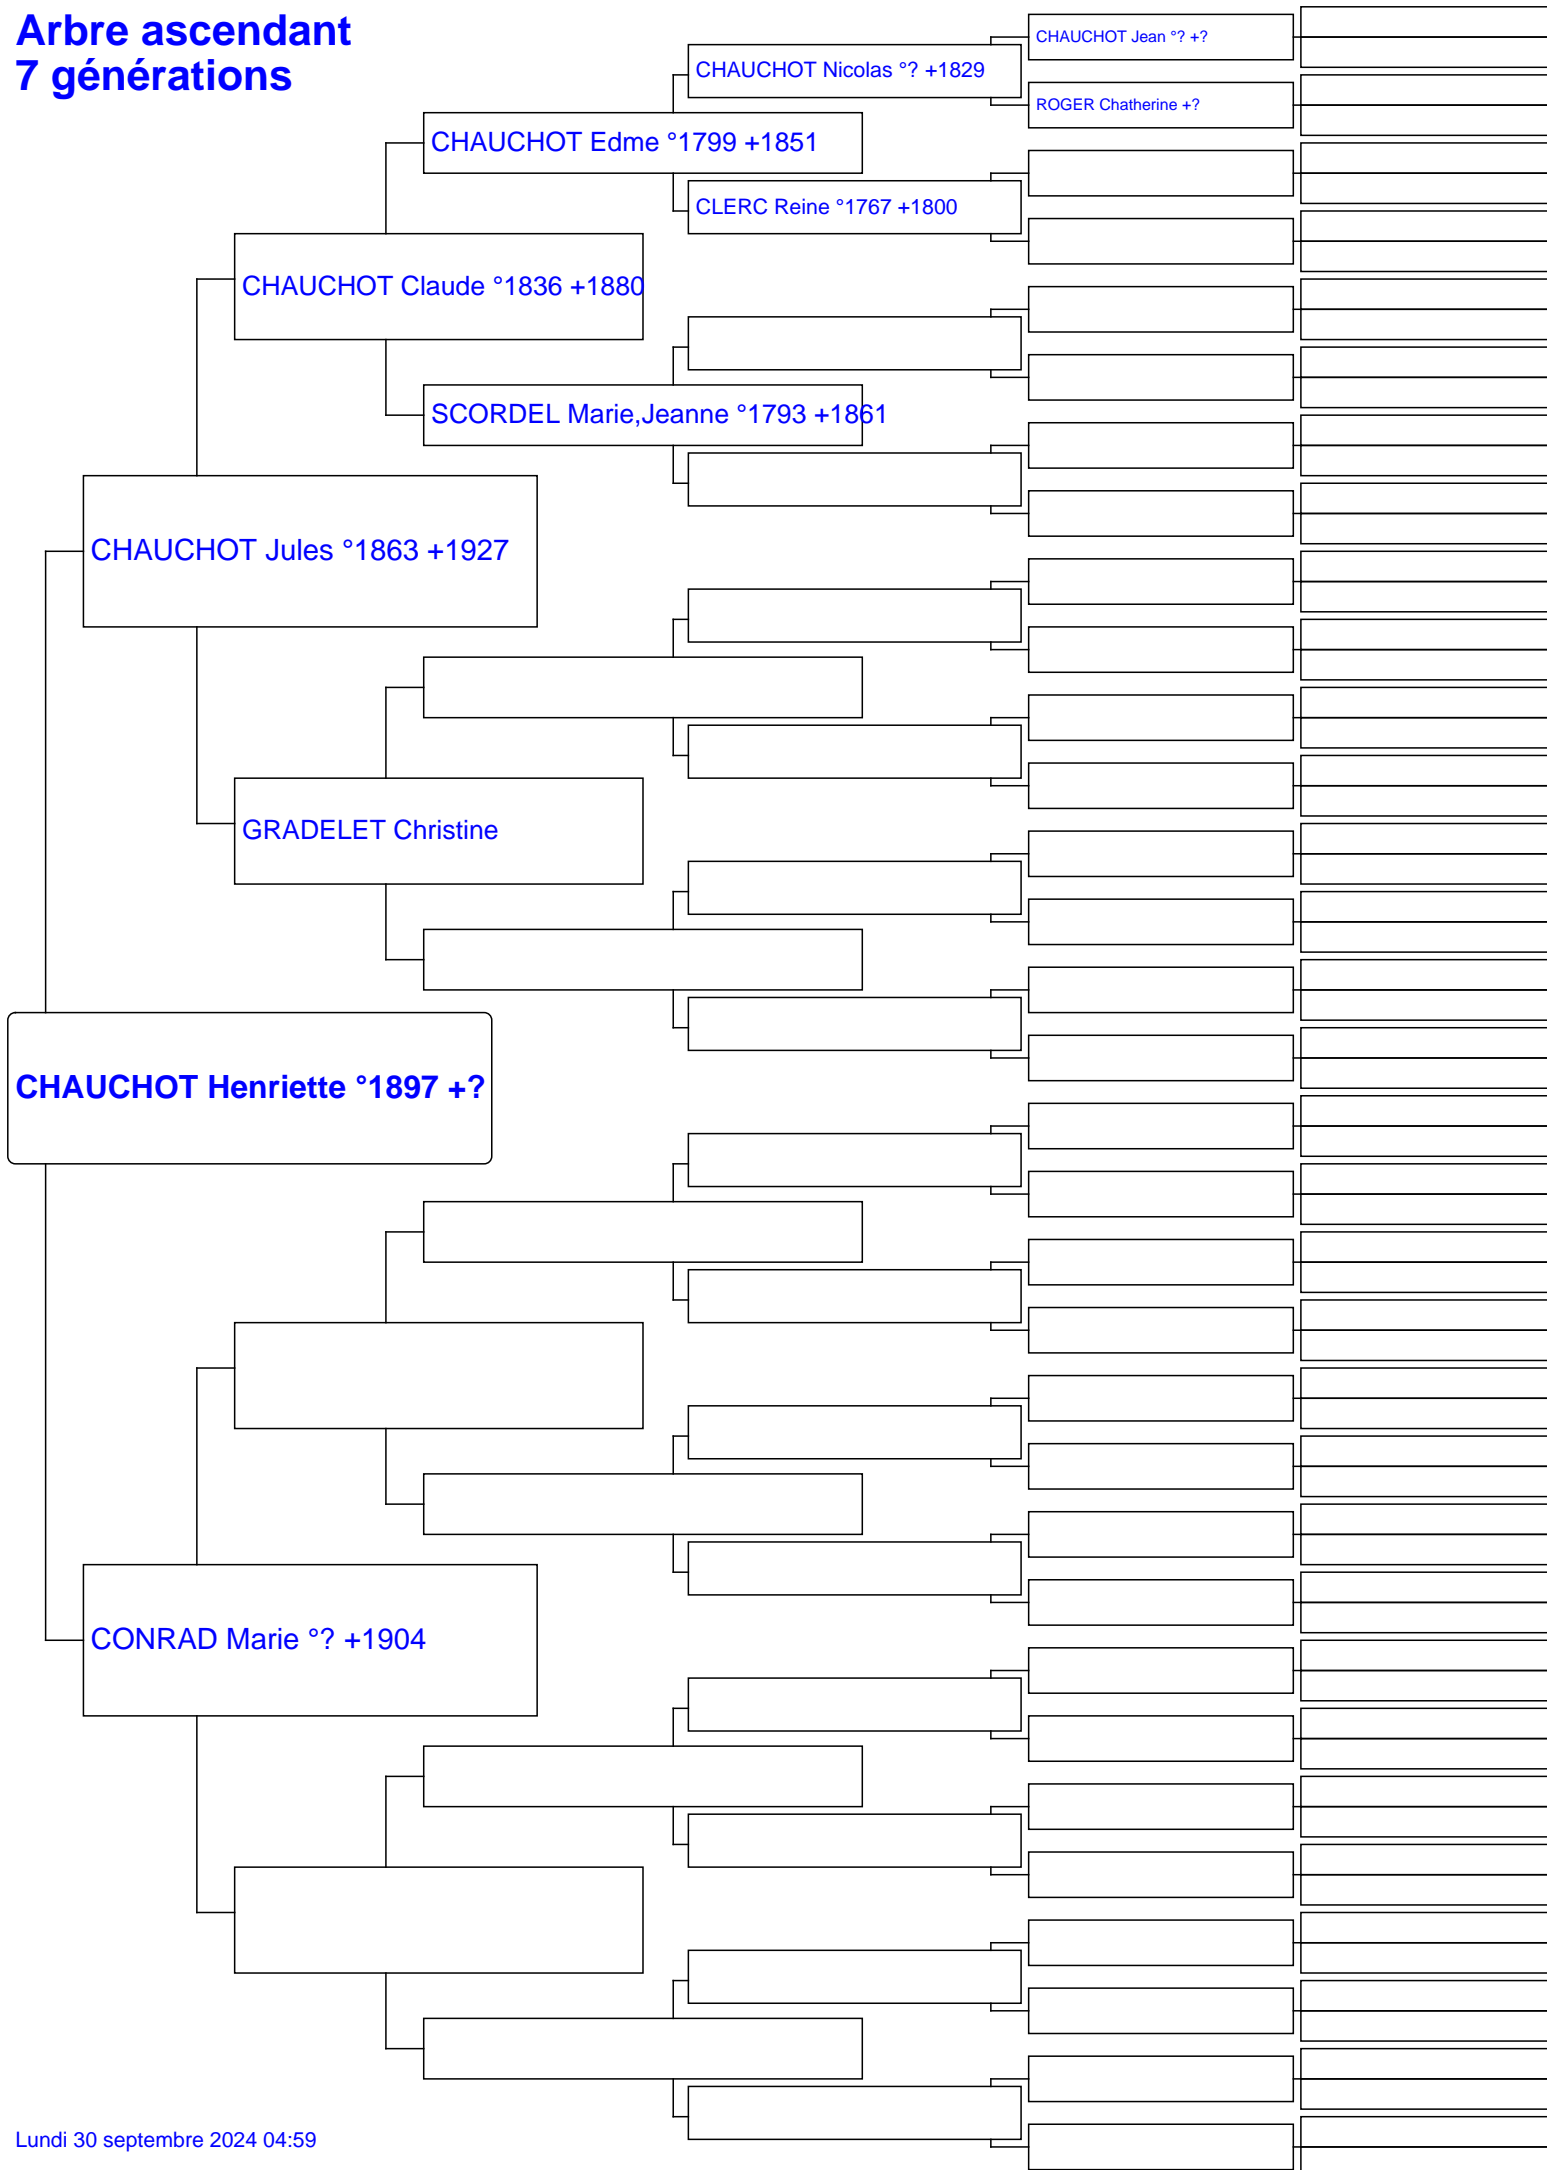 Arbre ascendant
7 générations
CHAUCHOT Jean °? +?
CHAUCHOT Nicolas °? +1829
ROGER Chatherine +?
CHAUCHOT Edme °1799 +1851
CLERC Reine °1767 +1800
CHAUCHOT Claude °1836 +1880
SCORDEL Marie,Jeanne °1793 +1861
CHAUCHOT Jules °1863 +1927
GRADELET Christine
CHAUCHOT Henriette °1897 +?
CONRAD Marie °? +1904
Lundi 30 septembre 2024 04:59